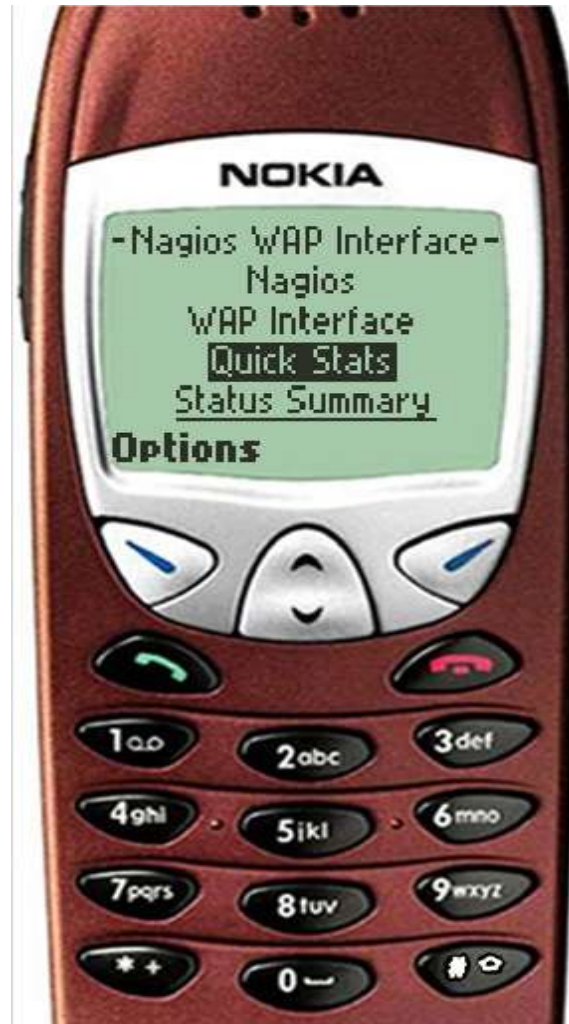 NOKIA
-Nagios WAP Interface-
Nagios
WAP Interface
Quick Stats
Status Summary
Options
1
2abc
3def
4ghi
5jkl
6mno
7pqrs
8tuv
9wxyz
* +
0
#